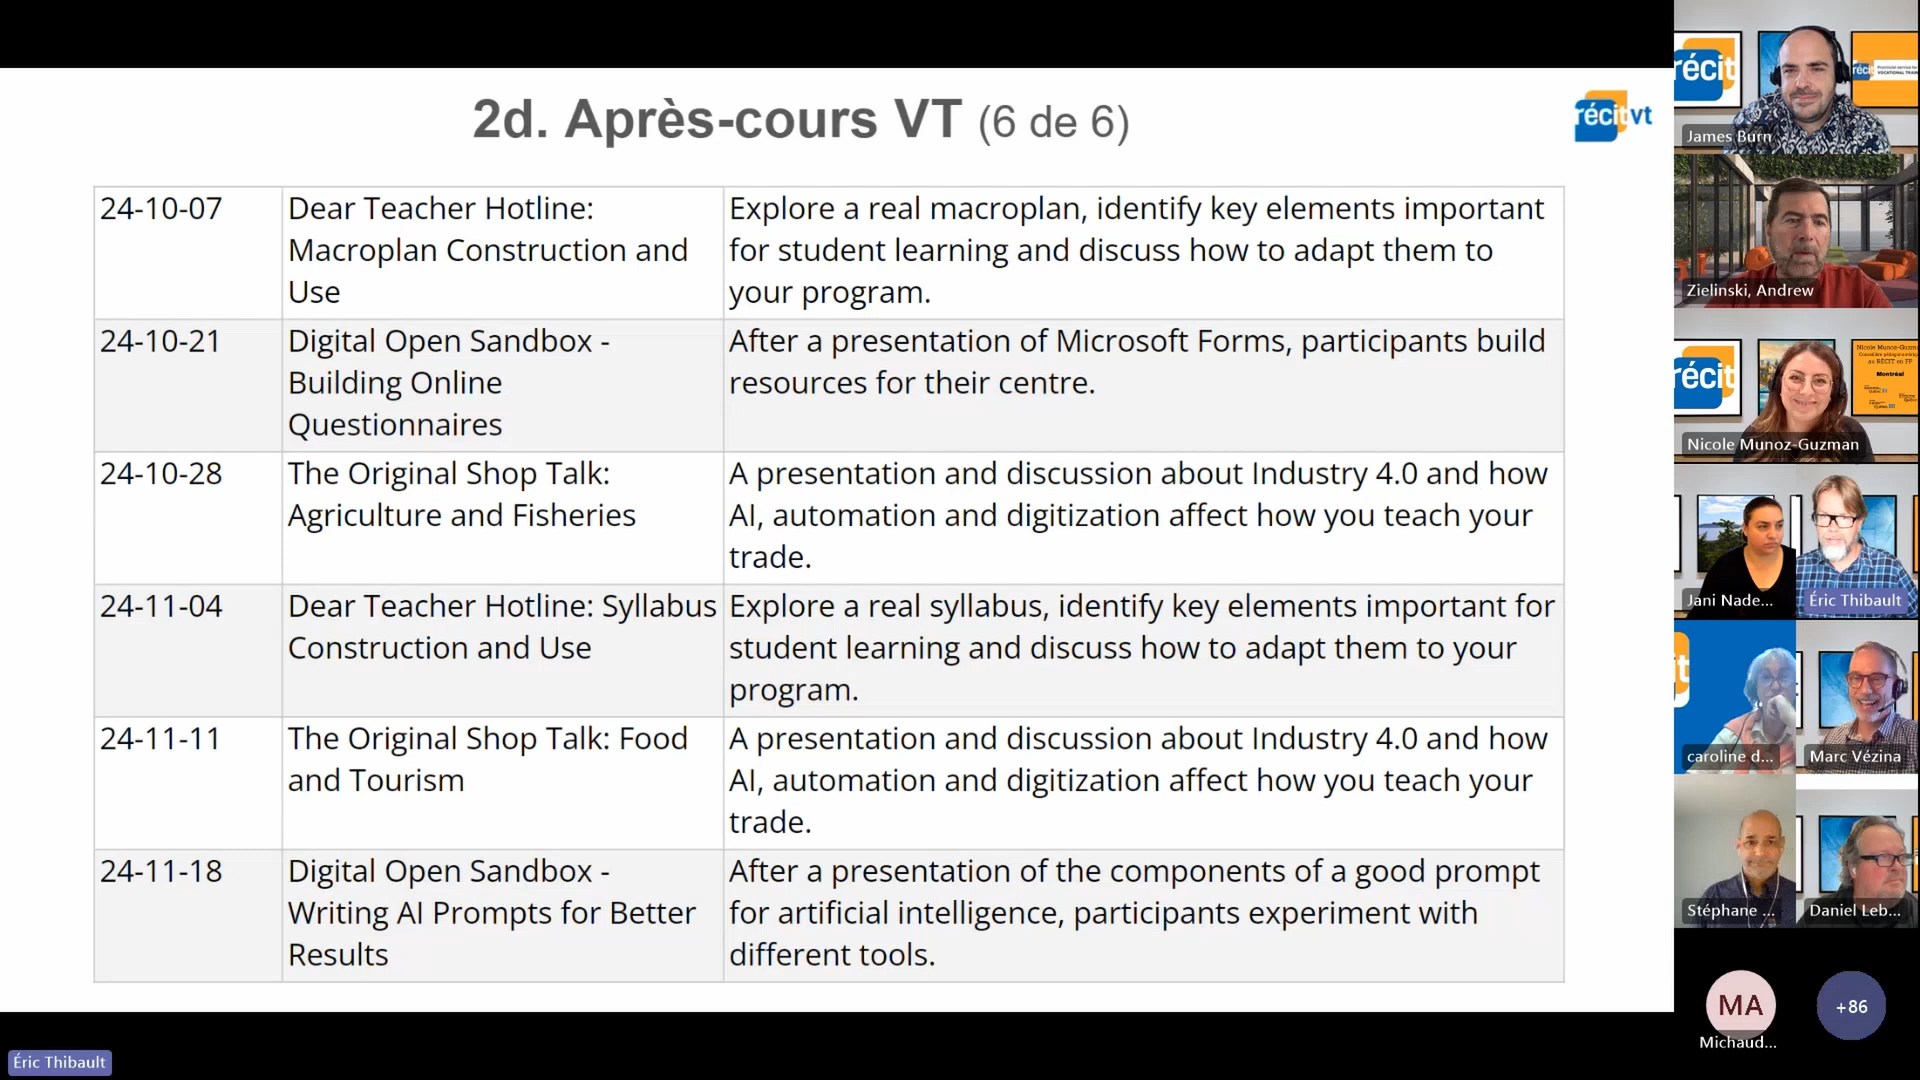 2d. Après-cours VT (6 de 6)
récit vt
24-10-07
Dear Teacher Hotline:
Macroplan Construction and
Use
Explore a real macroplan, identify key elements important
for student learning and discuss how to adapt them to
your program.
24-10-21
Digital Open Sandbox -
Building Online
Questionnaires
After a presentation of Microsoft Forms, participants build
resources for their centre.
24-10-28
The Original Shop Talk:
Agriculture and Fisheries
A presentation and discussion about Industry 4.0 and how
AI, automation and digitization affect how you teach your
trade.
24-11-04
Dear Teacher Hotline: Syllabus
Construction and Use
Explore a real syllabus, identify key elements important for
student learning and discuss how to adapt them to your
program.
24-11-11
The Original Shop Talk: Food
and Tourism
A presentation and discussion about Industry 4.0 and how
AI, automation and digitization affect how you teach your
trade.
24-11-18
Digital Open Sandbox -
Writing AI Prompts for Better
Results
After a presentation of the components of a good prompt
for artificial intelligence, participants experiment with
different tools.
récit
récit
James Burn
Zielinski, Andrew
récit
Nicole Munoz-Guzman
Montréal
Jani Nade...
Éric Thibault
caroline d...
Marc Vézina
Stéphane ...
Daniel Leb...
MA
+86
Michaud...
Éric Thibault